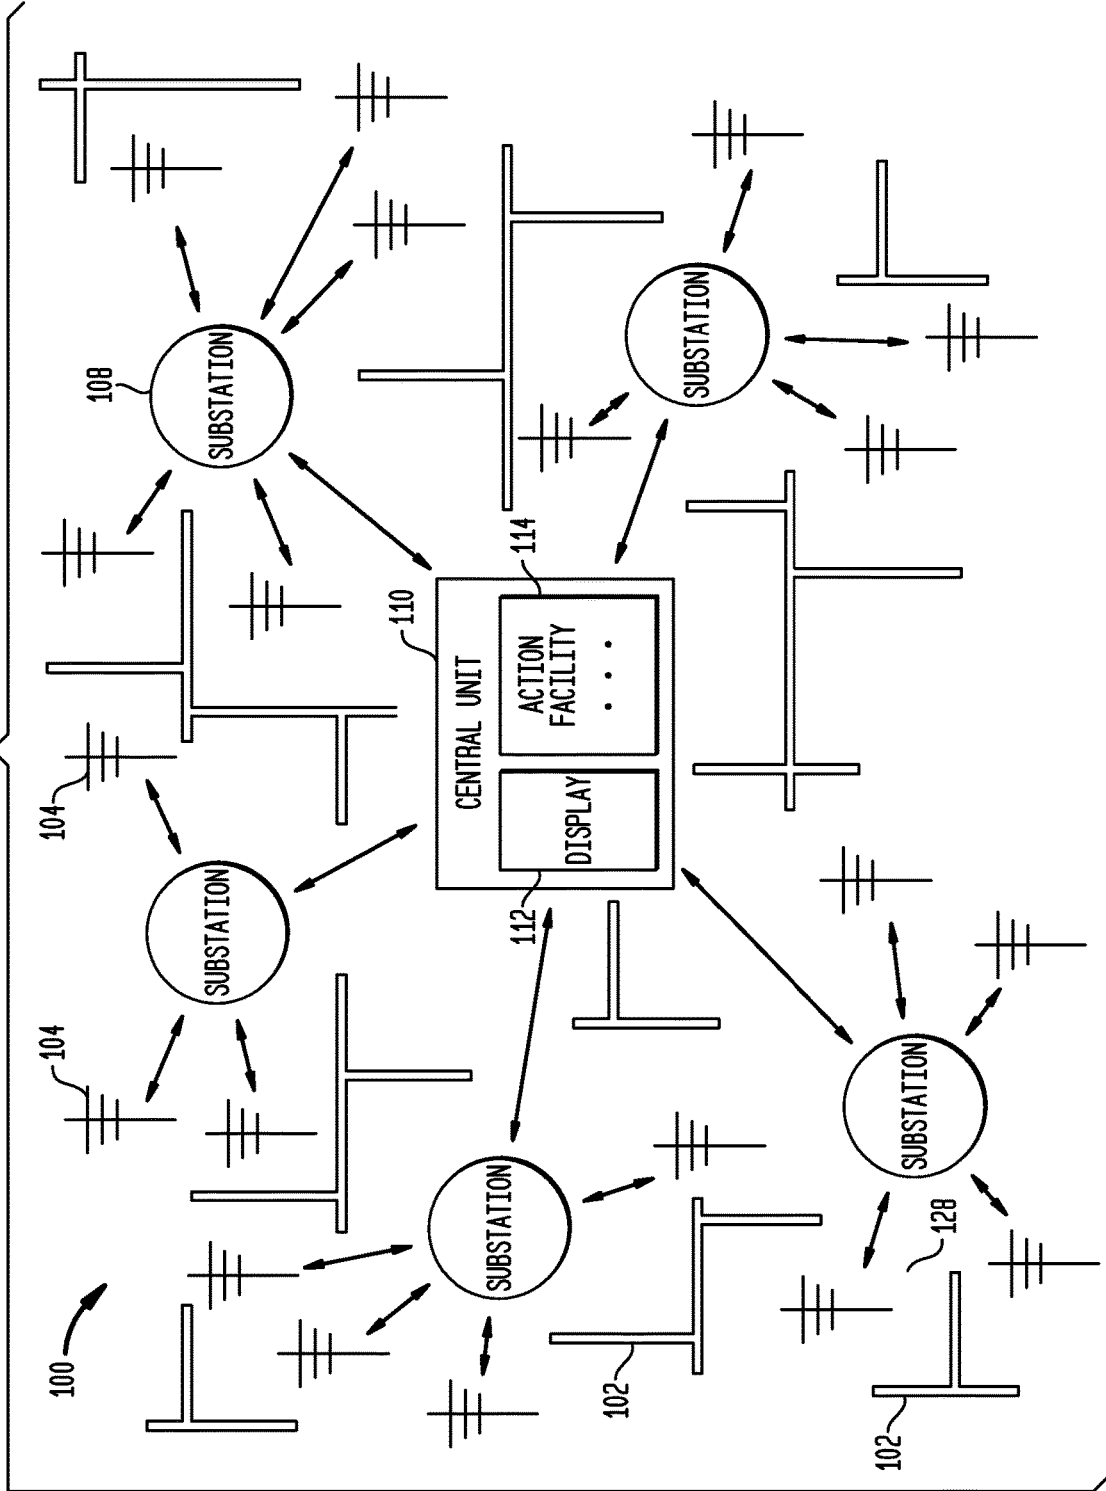 100
104
104
108
SUBSTATION
SUBSTATION
110
CENTRAL UNIT
SUBSTATION
112
114
ACTION
FACILITY
DISPLAY
102
SUBSTATION
102
SUBSTATION
128